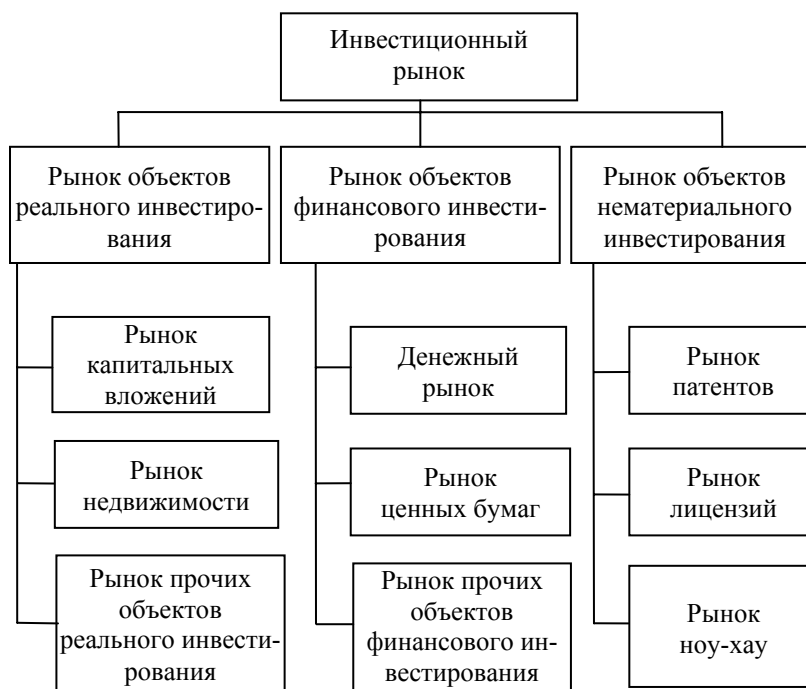 Инвестиционный
рынок
Рынок объектов
реального инвестиро-
вания
Рынок объектов
финансового инвести-
рования
Рынок объектов
нематериального
инвестирования
Рынок
капитальных
вложений
Денежный
рынок
Рынок
патентов
Рынок
недвижимости
Рынок
ценных бумаг
Рынок
лицензий
Рынок прочих
объектов
реального инвести-
рования
Рынок прочих
объектов
финансового ин-
вестирования
Рынок
ноу-хау